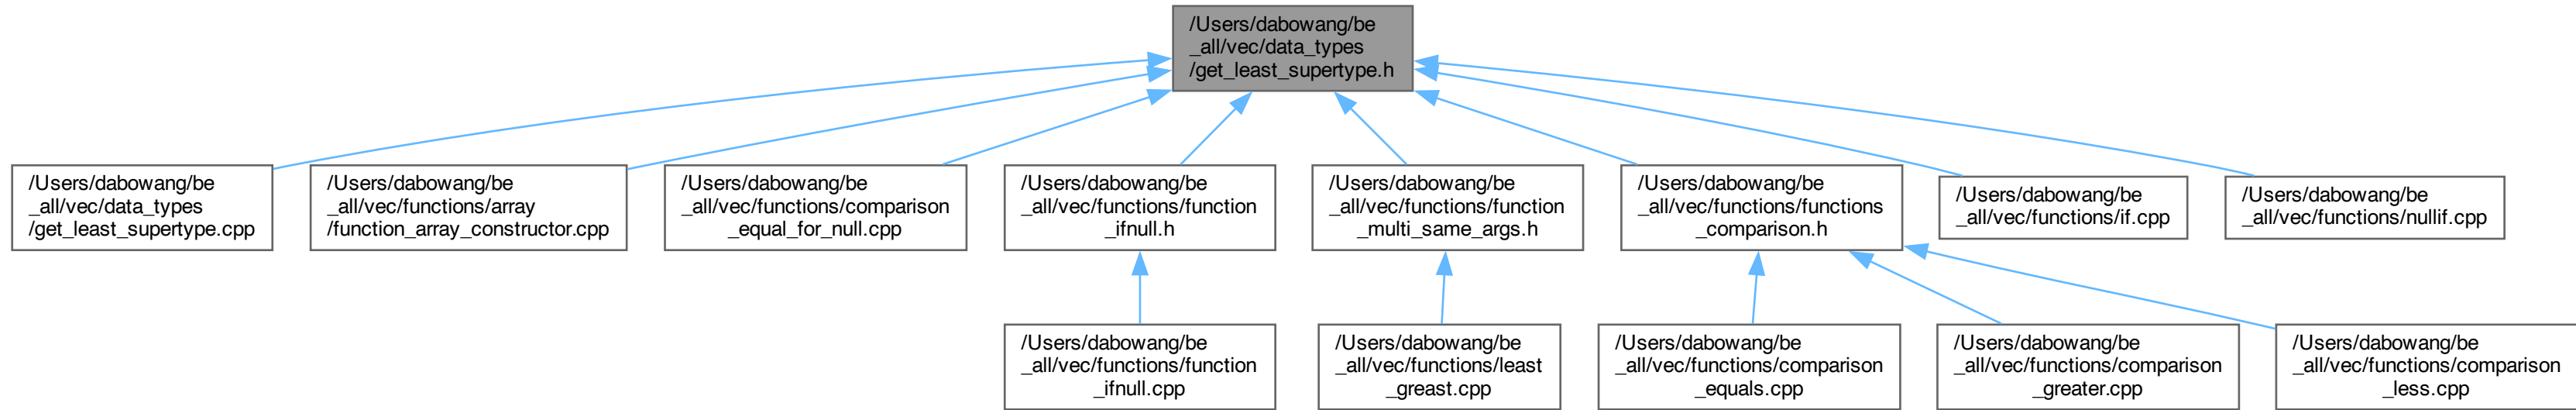 /Users/dabowang/be
_all/vec/data_types
/get_least_supertype.h
/Users/dabowang/be
_all/vec/data_types
/get_least_supertype.cpp
/Users/dabowang/be
_all/vec/functions/array
/function_array_constructor.cpp
/Users/dabowang/be
_all/vec/functions/comparison
_equal_for_null.cpp
/Users/dabowang/be
_all/vec/functions/function
_ifnull.h
/Users/dabowang/be
_all/vec/functions/function
_multi_same_args.h
/Users/dabowang/be
_all/vec/functions/functions
_comparison.h
/Users/dabowang/be
_all/vec/functions/if.cpp
/Users/dabowang/be
_all/vec/functions/nullif.cpp
/Users/dabowang/be
_all/vec/functions/function
_ifnull.cpp
/Users/dabowang/be
_all/vec/functions/least
_greast.cpp
/Users/dabowang/be
_all/vec/functions/comparison
_equals.cpp
/Users/dabowang/be
_all/vec/functions/comparison
_greater.cpp
/Users/dabowang/be
_all/vec/functions/comparison
_less.cpp